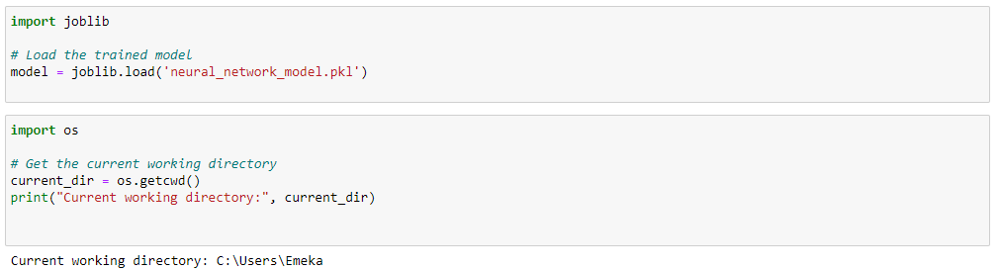 import joblib
# Load the trained model
model = joblib.load('neural_network_model.pkl')
import os
# Get the current working directory
current_dir = os.getcwd()
print("Current working directory:", current_dir)
Current working directory: C:\Users\Emeka